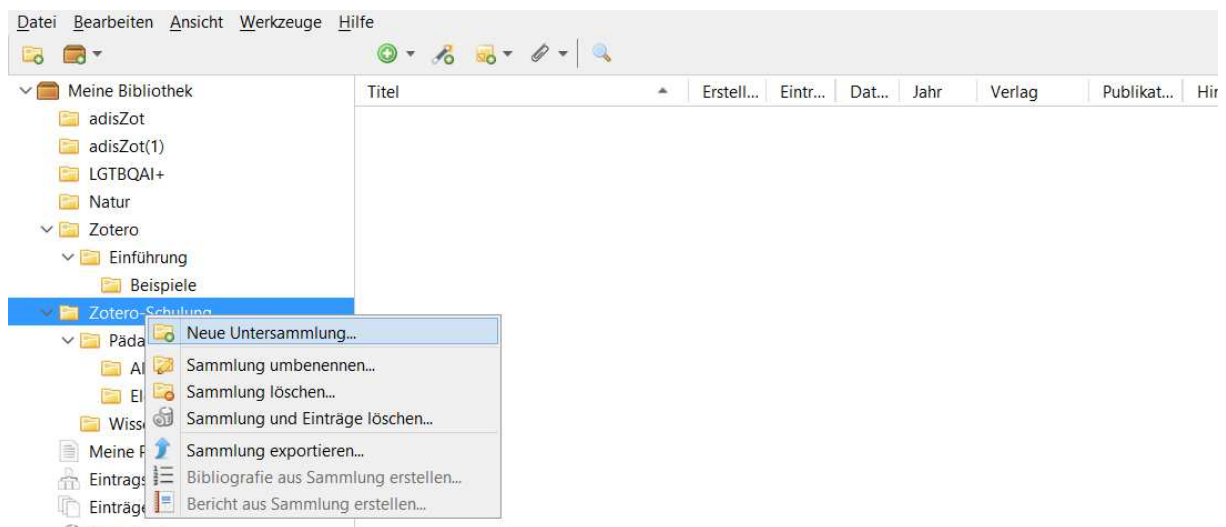 Datei Bearbeiten Ansicht Werkzeuge Hilfe
Titel Erstell... Eintr... Dat... Jahr Verlag Publikat...
Meine Bibliothek
adisZot
adisZot(1)
LGTBQAI+
Natur
Zotero
Einführung
Beispiele
Zotero-Schulung
Neue Untersammlung...
Sammlung umbenennen...
Sammlung löschen...
Sammlung und Einträge löschen...
Meine
Sammlung exportieren...
Bibliografie aus Sammlung erstellen...
Einträge
Bericht aus Sammlung erstellen...